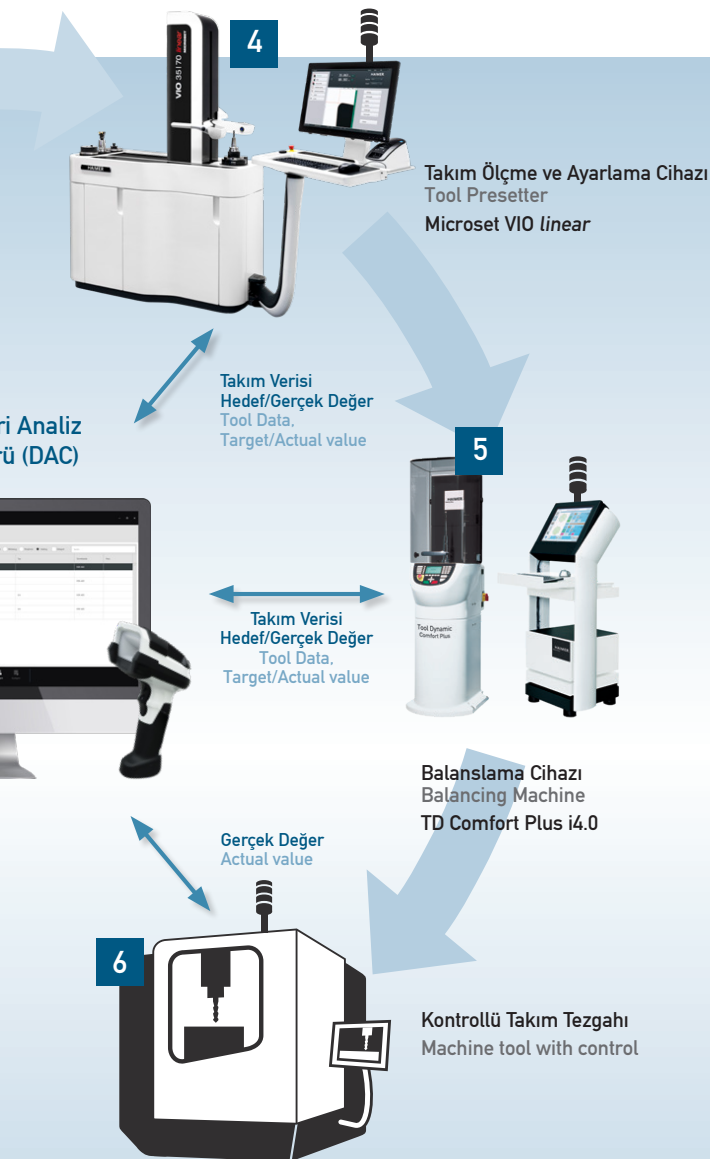 4
VIO 35|70 linear
HAIMER
Takım Ölçme ve Ayarlama Cihazı
Tool Presetter
Microset VIO linear
Takım Verisi
Hedef/Gerçek Değer
Tool Data,
Target/Actual value
ri Analiz
rü (DAC)
5
HAIMER
Tool Dynamic
Comfort Plus
Takım Verisi
Hedef/Gerçek Değer
Tool Data,
Target/Actual value
Balanslama Cihazı
Balancing Machine
TD Comfort Plus i4.0
Gerçek Değer
Actual value
6
Kontrollü Takım Tezgahı
Machine tool with control